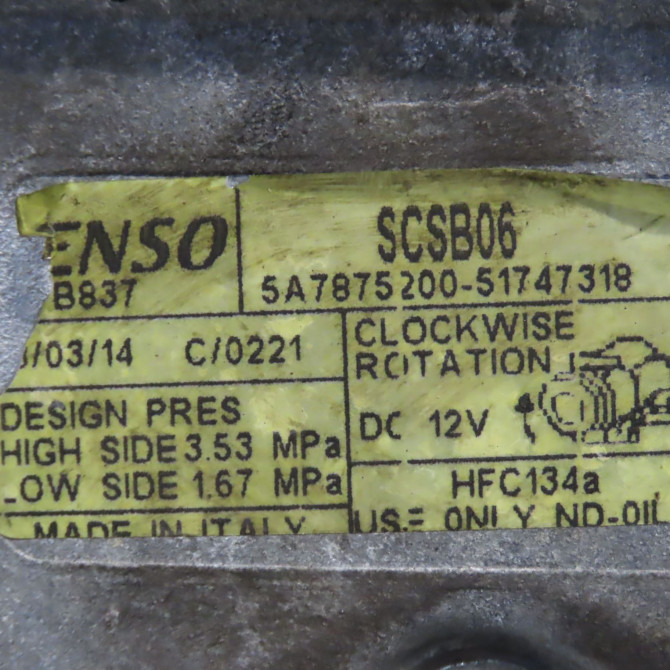 ENSO
B837
SCSB06
5A7875200-51747318
/03/14 C/0221
CLOCKWISE
ROTATION
DC 12V
DESIGN PRES
HIGH SIDE 3.53 MPa
LOW SIDE 1.67 MPa
HFC134a
MADE IN ITALY
USE ONLY ND-OIL